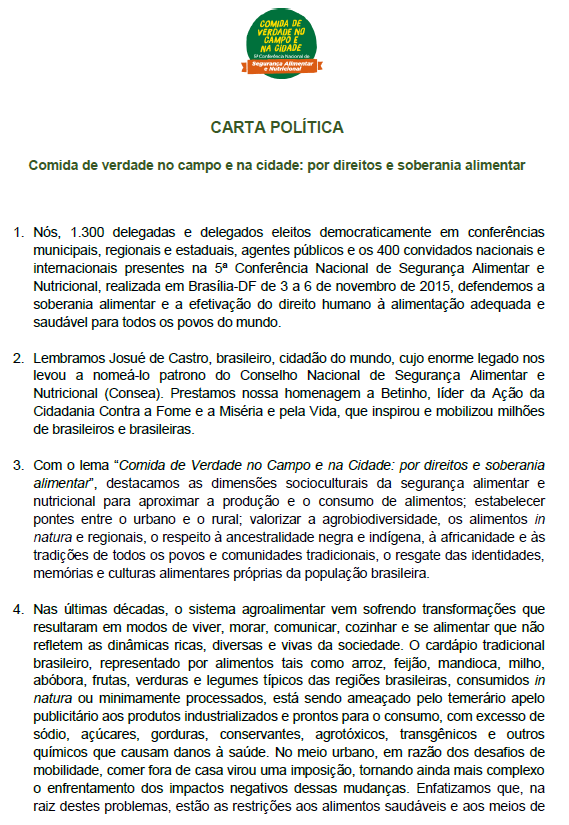 COMIDA DE
VERDADE NO
CAMPO E
NA CIDADE
5ª Conferência Nacional de
Segurança Alimentar
e Nutricional
CARTA POLÍTICA
Comida de verdade no campo e na cidade: por direitos e soberania alimentar
1. Nós, 1.300 delegadas e delegados eleitos democraticamente em conferências
municipais, regionais e estaduais, agentes públicos e os 400 convidados nacionais e
internacionais presentes na 5ª Conferência Nacional de Segurança Alimentar e
Nutricional, realizada em Brasília-DF de 3 a 6 de novembro de 2015, defendemos a
soberania alimentar e a efetivação do direito humano à alimentação adequada e
saudável para todos os povos do mundo.
2. Lembramos Josué de Castro, brasileiro, cidadão do mundo, cujo enorme legado nos
levou a nomeá-lo patrono do Conselho Nacional de Segurança Alimentar e
Nutricional (Consea). Prestamos nossa homenagem a Betinho, líder da Ação da
Cidadania Contra a Fome e a Miséria e pela Vida, que inspirou e mobilizou milhões
de brasileiros e brasileiras.
3. Com o lema “Comida de Verdade no Campo e na Cidade: por direitos e soberania
alimentar”, destacamos as dimensões socioculturais da segurança alimentar e
nutricional para aproximar a produção e o consumo de alimentos; estabelecer
pontes entre o urbano e o rural; valorizar a agrobiodiversidade, os alimentos in
natura e regionais, o respeito à ancestralidade negra e indígena, à africanidade e às
tradições de todos os povos e comunidades tradicionais, o resgate das identidades,
memórias e culturas alimentares próprias da população brasileira.
4. Nas últimas décadas, o sistema agroalimentar vem sofrendo transformações que
resultaram em modos de viver, morar, comunicar, cozinhar e se alimentar que não
refletem as dinâmicas ricas, diversas e vivas da sociedade. O cardápio tradicional
brasileiro, representado por alimentos tais como arroz, feijão, mandioca, milho,
abóbora, frutas, verduras e legumes típicos das regiões brasileiras, consumidos in
natura ou minimamente processados, está sendo ameaçado pelo temerário apelo
publicitário aos produtos industrializados e prontos para o consumo, com excesso de
sódio, açúcares, gorduras, conservantes, agrotóxicos, transgênicos e outros
químicos que causam danos à saúde. No meio urbano, em razão dos desafios de
mobilidade, comer fora de casa virou uma imposição, tornando ainda mais complexo
o enfrentamento dos impactos negativos dessas mudanças. Enfatizamos que, na
raiz destes problemas, estão as restrições aos alimentos saudáveis e aos meios de